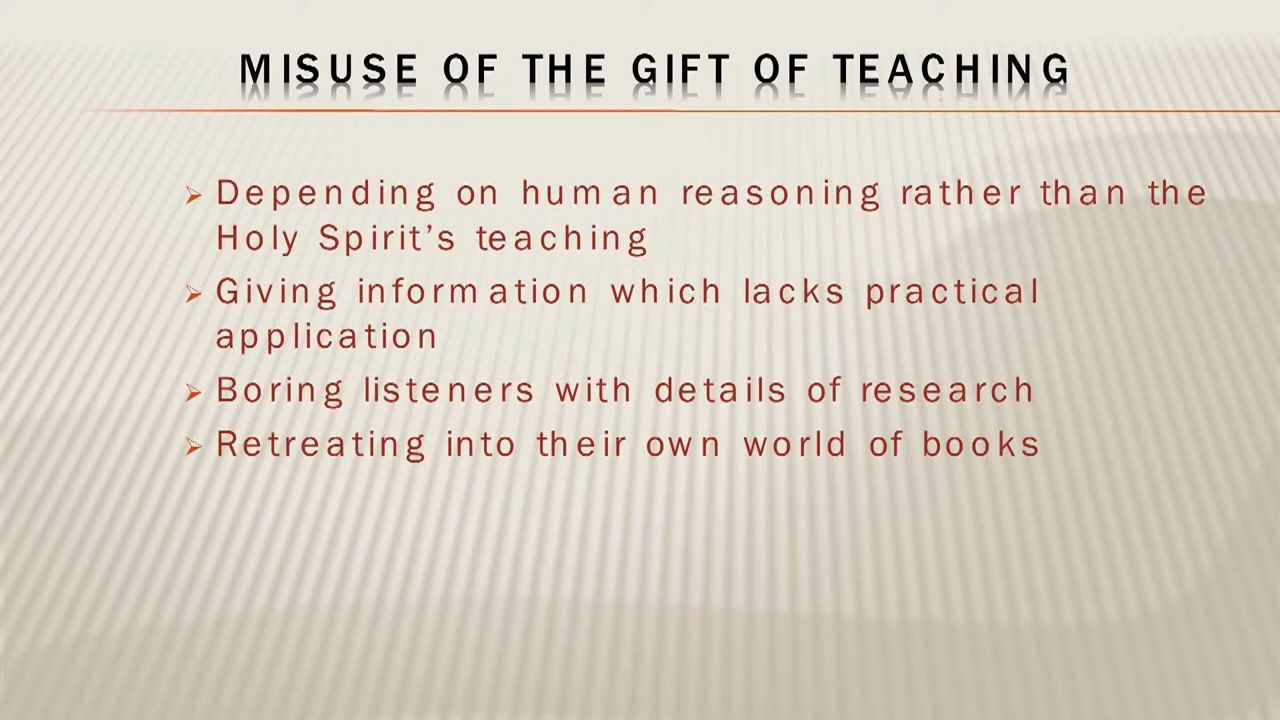 MISUSE OF THE GIFT OF TEACHING
Depending on human reasoning rather than the
Holy Spirit’s teaching
Giving information which lacks practical
application
Boring listeners with details of research
Retreating into their own world of books